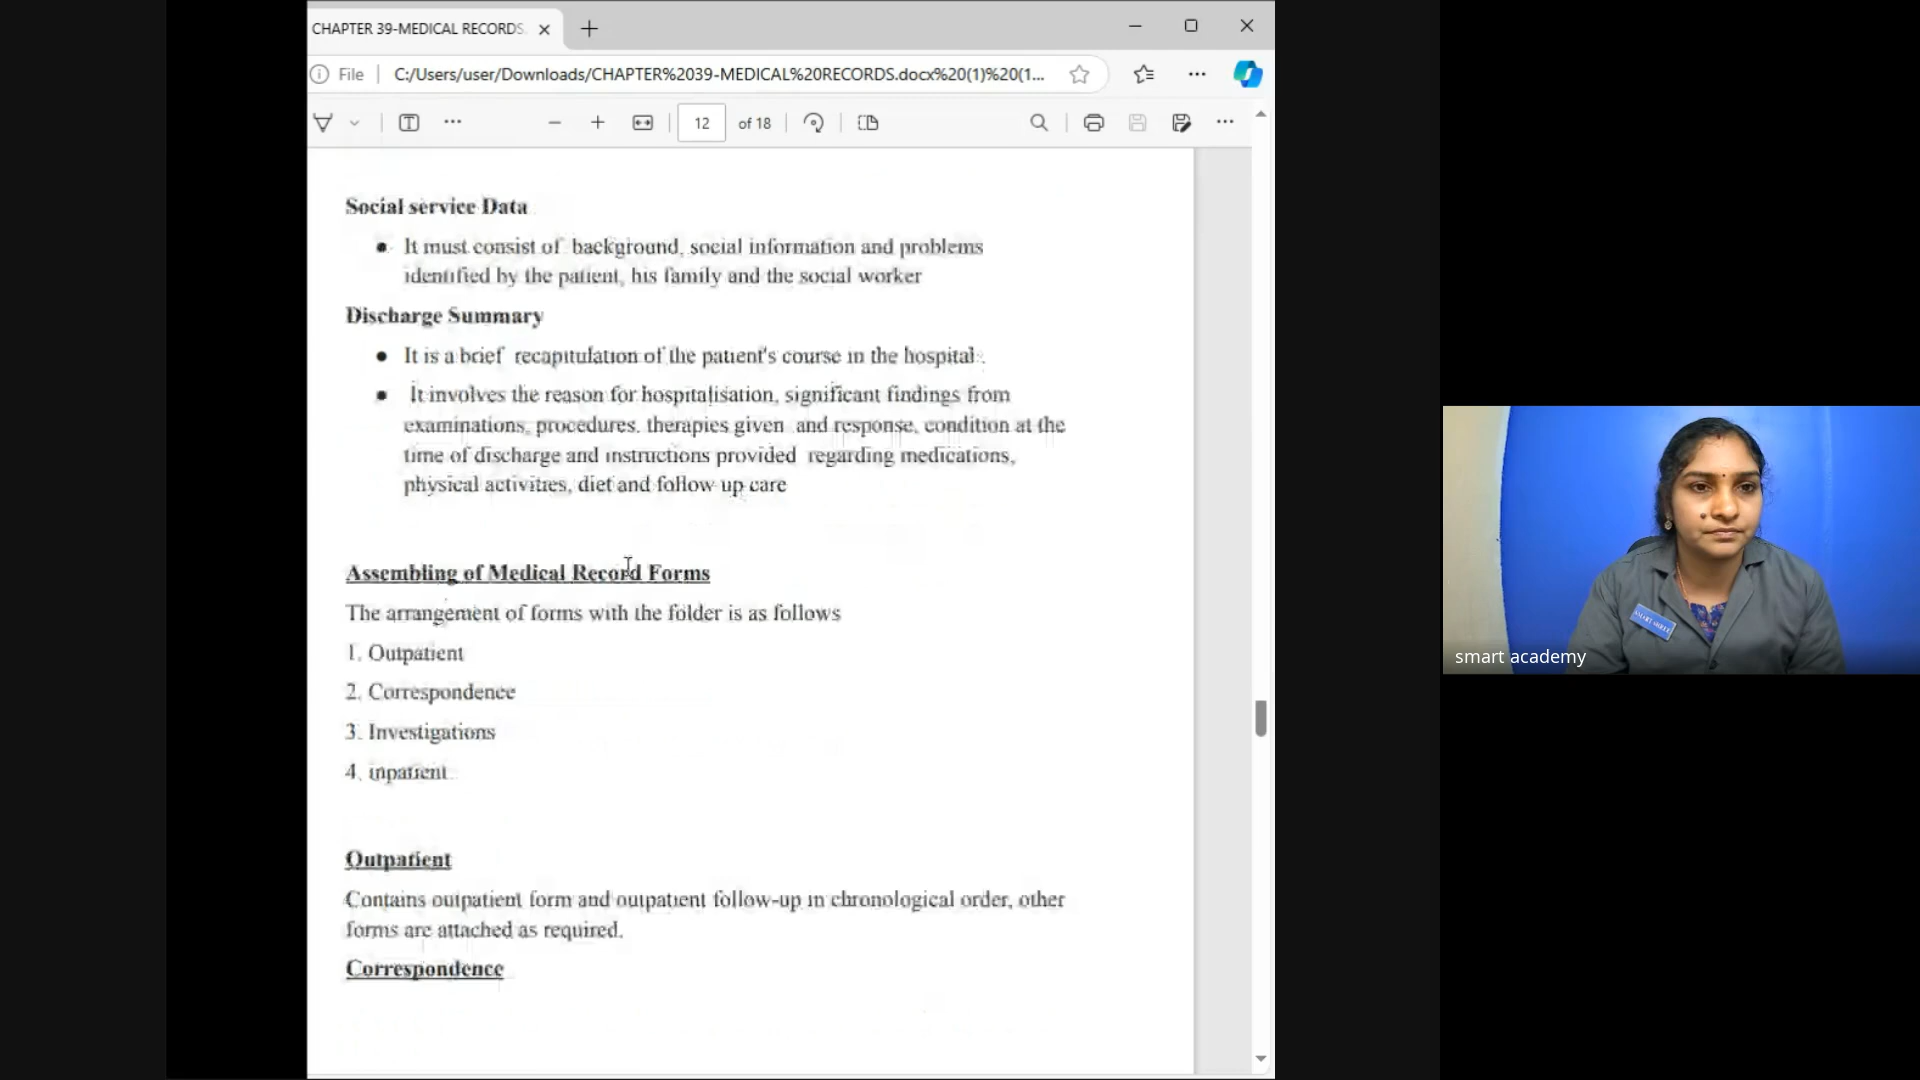 CHAPTER 39-MEDICAL RECORDS
File
C:/Users/user/Downloads/CHAPTER%2039-MEDICAL%20RECORDS.docx%20(1)%20(1...
12 of 18
Social service Data
It must consist of background, social information and problems
identified by the patient, his family and the social worker
Discharge Summary
It is a brief recapitulation of the patient's course in the hospital .
It involves the reason for hospitalisation, significant findings from
examinations, procedures. therapies given and response, condition at the
time of discharge and instructions provided regarding medications,
physical activities, diet and follow up care
Assembling of Medical Record Forms
The arrangement of forms with the folder is as follows
1. Outpatient
2. Correspondence
3. Investigations
4. inpatient
Outpatient
Contains outpatient form and outpatient follow-up in chronological order, other
forms are attached as required.
Correspondence
smart academy